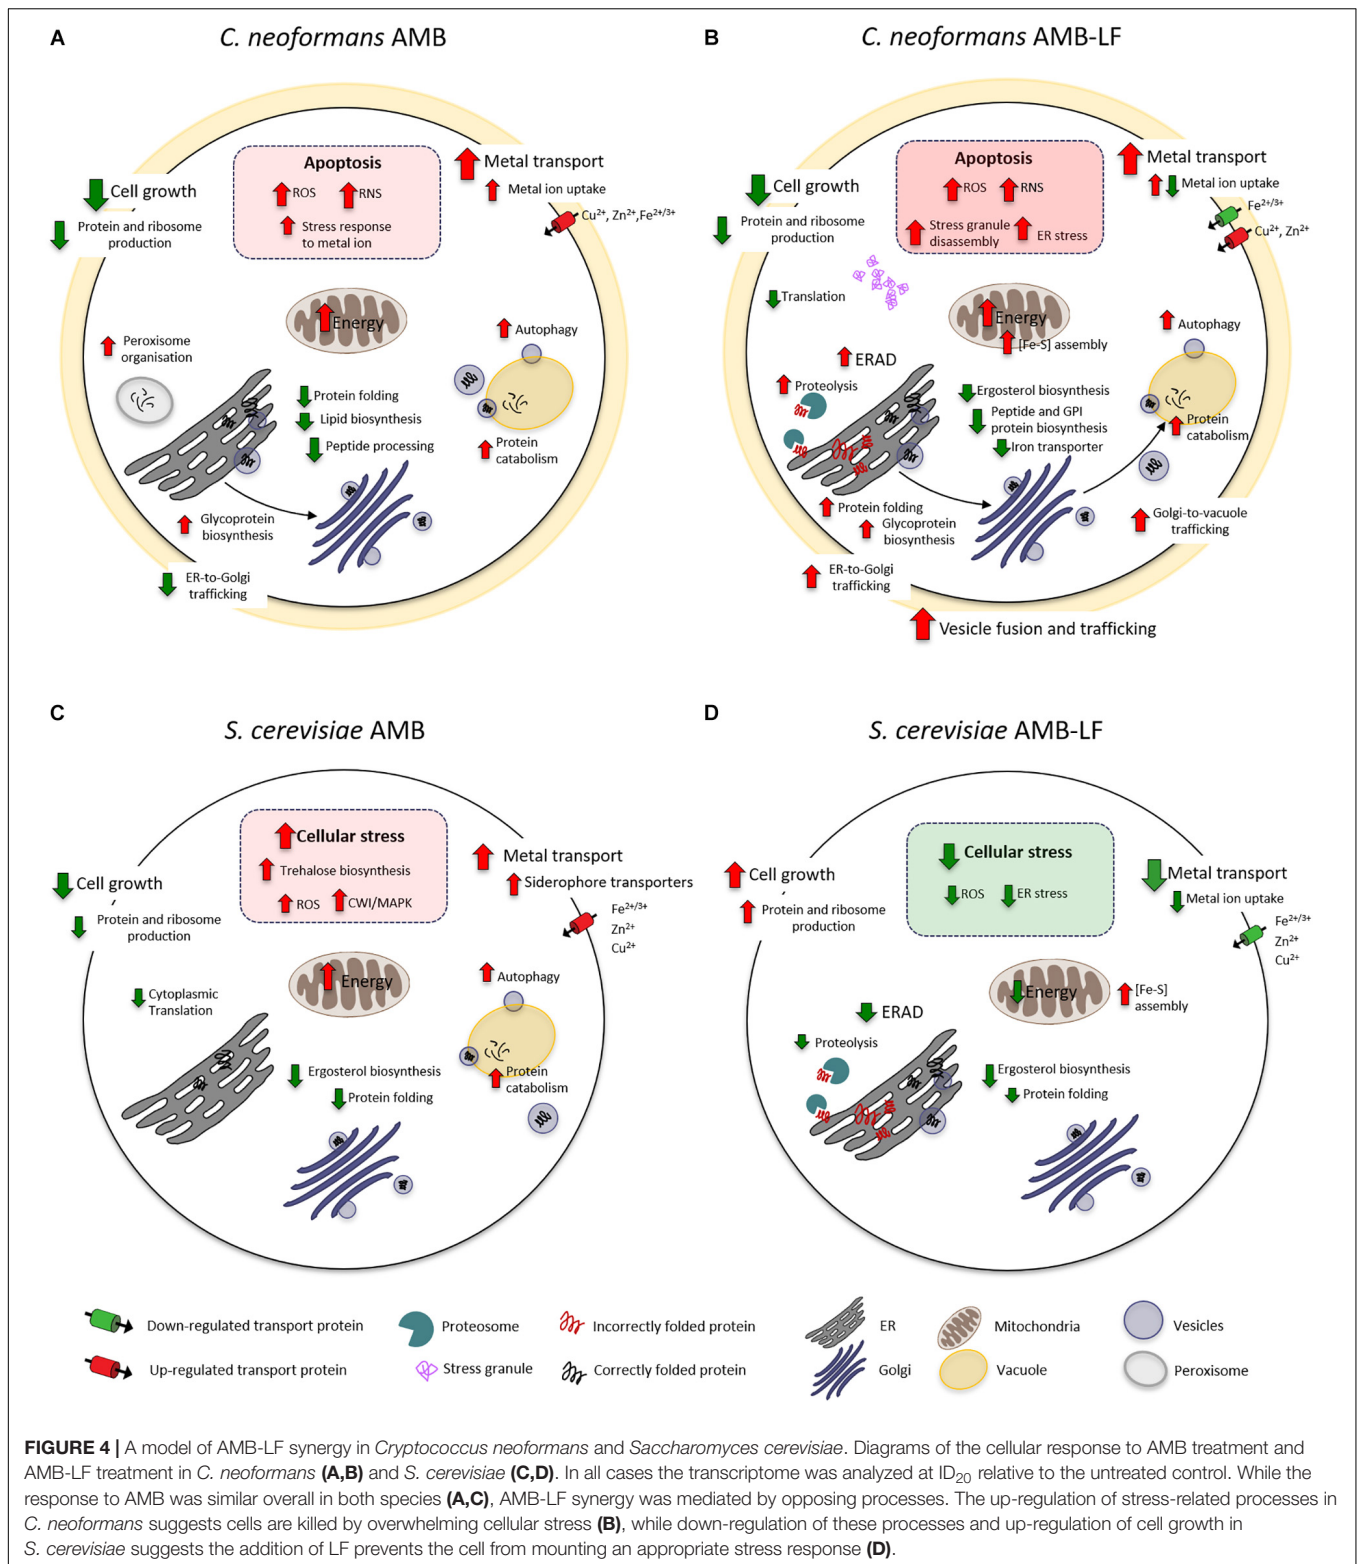 A
C. neoformans AMB
Cell growth
Protein and ribosome
production
Apoptosis
ROS
RNS
Stress response
to metal ion
Metal transport
Metal ion uptake
Cu²⁺, Zn²⁺,Fe²⁺/³⁺
Energy
Peroxisome
organisation
Autophagy
Protein folding
Lipid biosynthesis
Peptide processing
Protein
catabolism
Glycoprotein
biosynthesis
ER-to-Golgi
trafficking
B
C. neoformans AMB-LF
Cell growth
Protein and ribosome
production
Apoptosis
ROS
RNS
Stress granule
disassembly
ER stress
Metal transport
Metal ion uptake
Fe²⁺/³⁺
Cu²⁺, Zn²⁺
Translation
Energy
[Fe-S] assembly
Autophagy
ERAD
Proteolysis
Ergosterol biosynthesis
Peptide and GPI
protein biosynthesis
Iron transporter
Protein
catabolism
Protein folding
Glycoprotein
biosynthesis
Golgi-to-vacuole
trafficking
ER-to-Golgi
trafficking
Vesicle fusion and trafficking
C
S. cerevisiae AMB
Cell growth
Protein and ribosome
production
Cellular stress
Trehalose biosynthesis
ROS
CWI/MAPK
Metal transport
Siderophore transporters
Fe²⁺/³⁺
Zn²⁺
Cu²⁺
Cytoplasmic
Translation
Energy
Autophagy
Ergosterol biosynthesis
Protein folding
Protein
catabolism
D
S. cerevisiae AMB-LF
Cell growth
Protein and ribosome
production
Cellular stress
ROS
ER stress
Metal transport
Metal ion uptake
Fe²⁺/³⁺
Zn²⁺
Cu²⁺
Energy
[Fe-S]
assembly
ERAD
Proteolysis
Ergosterol biosynthesis
Protein folding
Down-regulated transport protein
Up-regulated transport protein
Proteosome
Stress granule
Incorrectly folded protein
Correctly folded protein
ER
Golgi
Mitochondria
Vacuole
Vesicles
Peroxisome
FIGURE 4 | A model of AMB-LF synergy in Cryptococcus neoformans and Saccharomyces cerevisiae. Diagrams of the cellular response to AMB treatment and
AMB-LF treatment in C. neoformans (A,B) and S. cerevisiae (C,D). In all cases the transcriptome was analyzed at ID₂₀ relative to the untreated control. While the
response to AMB was similar overall in both species (A,C), AMB-LF synergy was mediated by opposing processes. The up-regulation of stress-related processes in
C. neoformans suggests cells are killed by overwhelming cellular stress (B), while down-regulation of these processes and up-regulation of cell growth in
S. cerevisiae suggests the addition of LF prevents the cell from mounting an appropriate stress response (D).